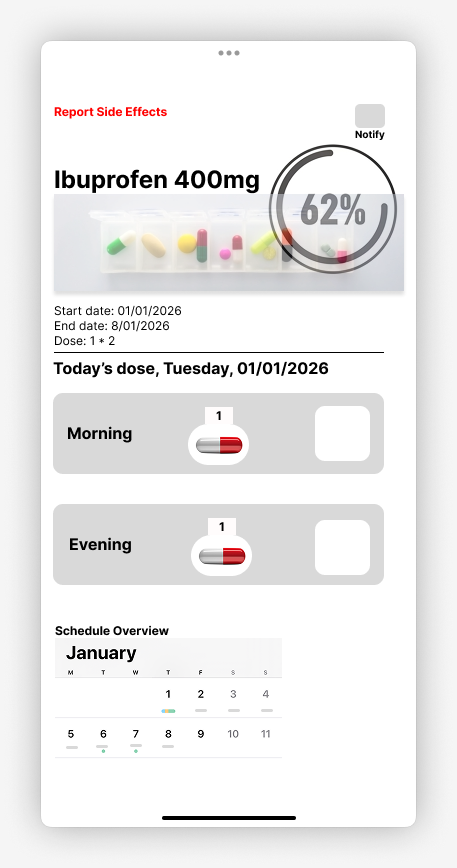 Report Side Effects
Notify
Ibuprofen 400mg
62%
Start date: 01/01/2026
End date: 8/01/2026
Dose: 1 * 2
Today’s dose, Tuesday, 01/01/2026
1
Morning
1
Evening
Schedule Overview
January
M T W T F S S
1 2 3 4
5 6 7 8 9 10 11